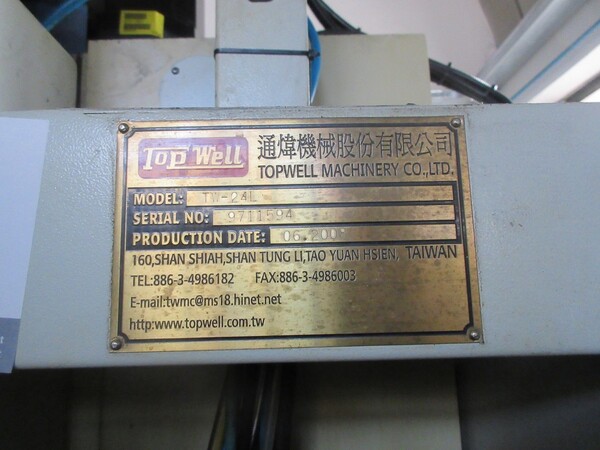 Top Well
通煒機械股份有限公司
TOPWELL MACHINERY CO.,LTD.
MODEL: TW-24L
SERIAL NO: 9711594
PRODUCTION DATE:
160,SHAN SHIAH,SHAN TUNG LI,TAO YUAN HSIEN, TAIWAN
TEL:886-3-4986182 FAX:886-3-4986003
E-mail:twmc@ms18.hinet.net
http:www.topwell.com.tw